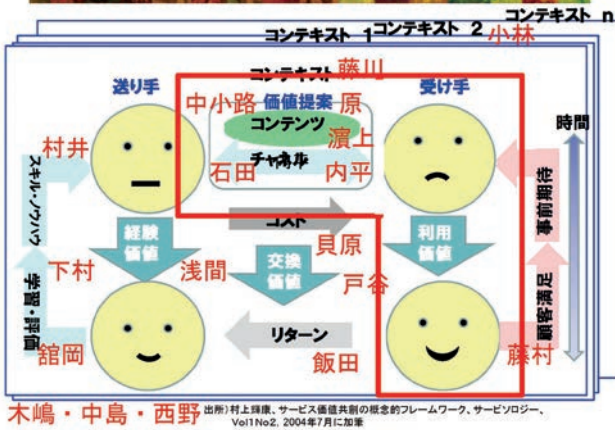 コンテキスト n
コンテキスト 1
コンテキスト 2
小林
コンテキスト
藤川
送り手
受け手
中小路
価値提案
原
コンテンツ
濵上
チャネル
石田
内平
村井
時間
スキル・ノウハウ
事前期待
コスト
貝原
経験
価値
利用
価値
下村
浅間
交換
価値
戸谷
学習・評価
顧客満足
舘岡
リターン
飯田
藤村
木嶋・中島・西野
出所)村上輝康、サービス価値共創の概念的フレームワーク、サービソロジー、
Vol1No2, 2004年7月に加筆